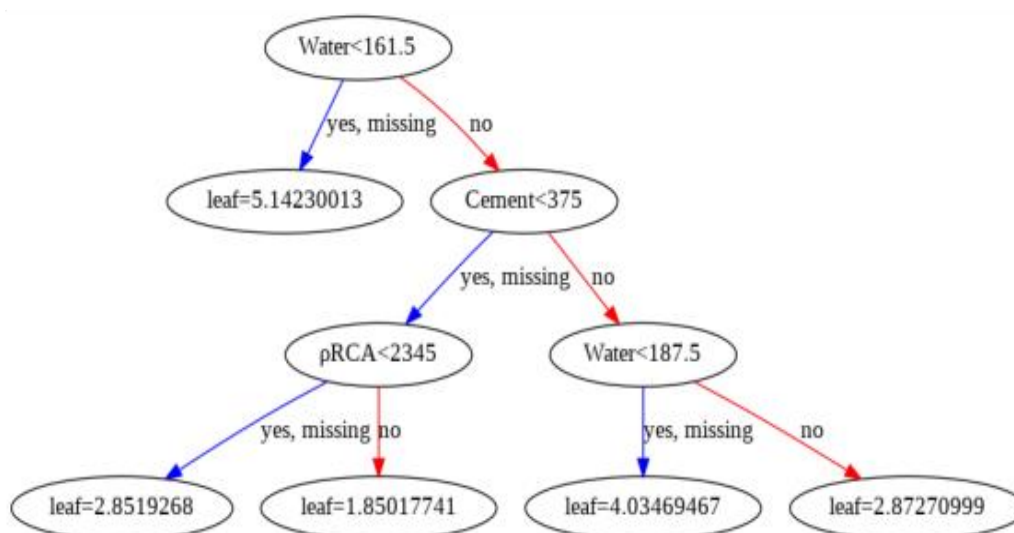 Water<161.5
yes, missing
no
leaf=5.14230013
Cement<375
yes, missing
no
ρRCA<2345
Water<187.5
yes, missing
no
yes, missing
no
leaf=2.8519268
leaf=1.85017741
leaf=4.03469467
leaf=2.87270999